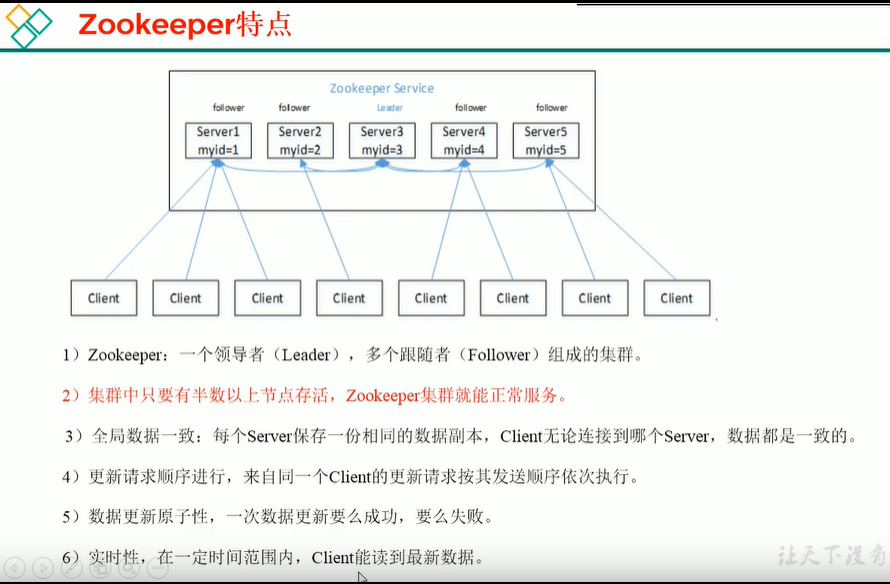 Zookeeper特点
Zookeeper Service
follower follower Leader follower follower
Server1 Server2 Server3 Server4 Server5
myid=1 myid=2 myid=3 myid=4 myid=5
Client Client Client Client Client Client Client Client
1）Zookeeper：一个领导者（Leader），多个跟随者（Follower）组成的集群。
2）集群中只要有半数以上节点存活，Zookeeper集群就能正常服务。
3）全局数据一致：每个Server保存一份相同的数据副本，Client无论连接到哪个Server，数据都是一致的。
4）更新请求顺序进行，来自同一个Client的更新请求按其发送顺序依次执行。
5）数据更新原子性，一次数据更新要么成功，要么失败。
6）实时性，在一定时间范围内，Client能读到最新数据。
让天下没有